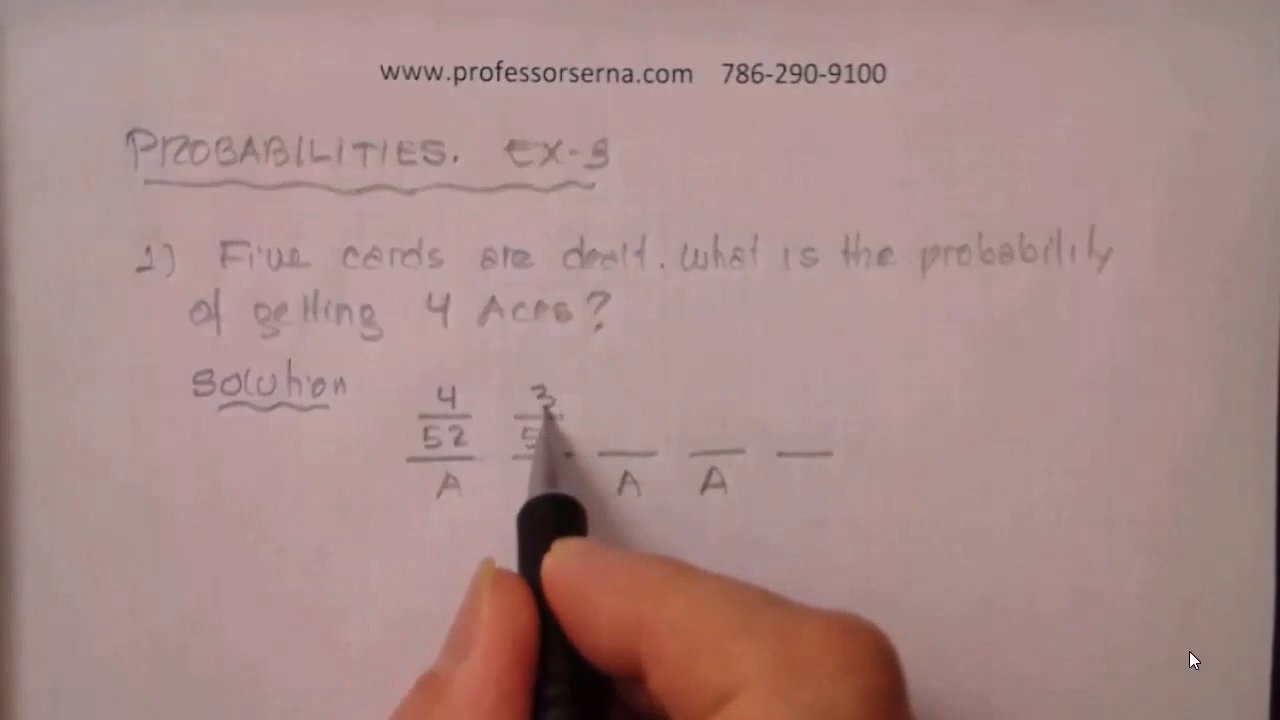 www.professorserna.com 786-290-9100
PROBABILITIES. EX-3
1) Five cards are dealt. what is the probability
of getting 4 Aces?
Solution
4 3
52 5
A A A